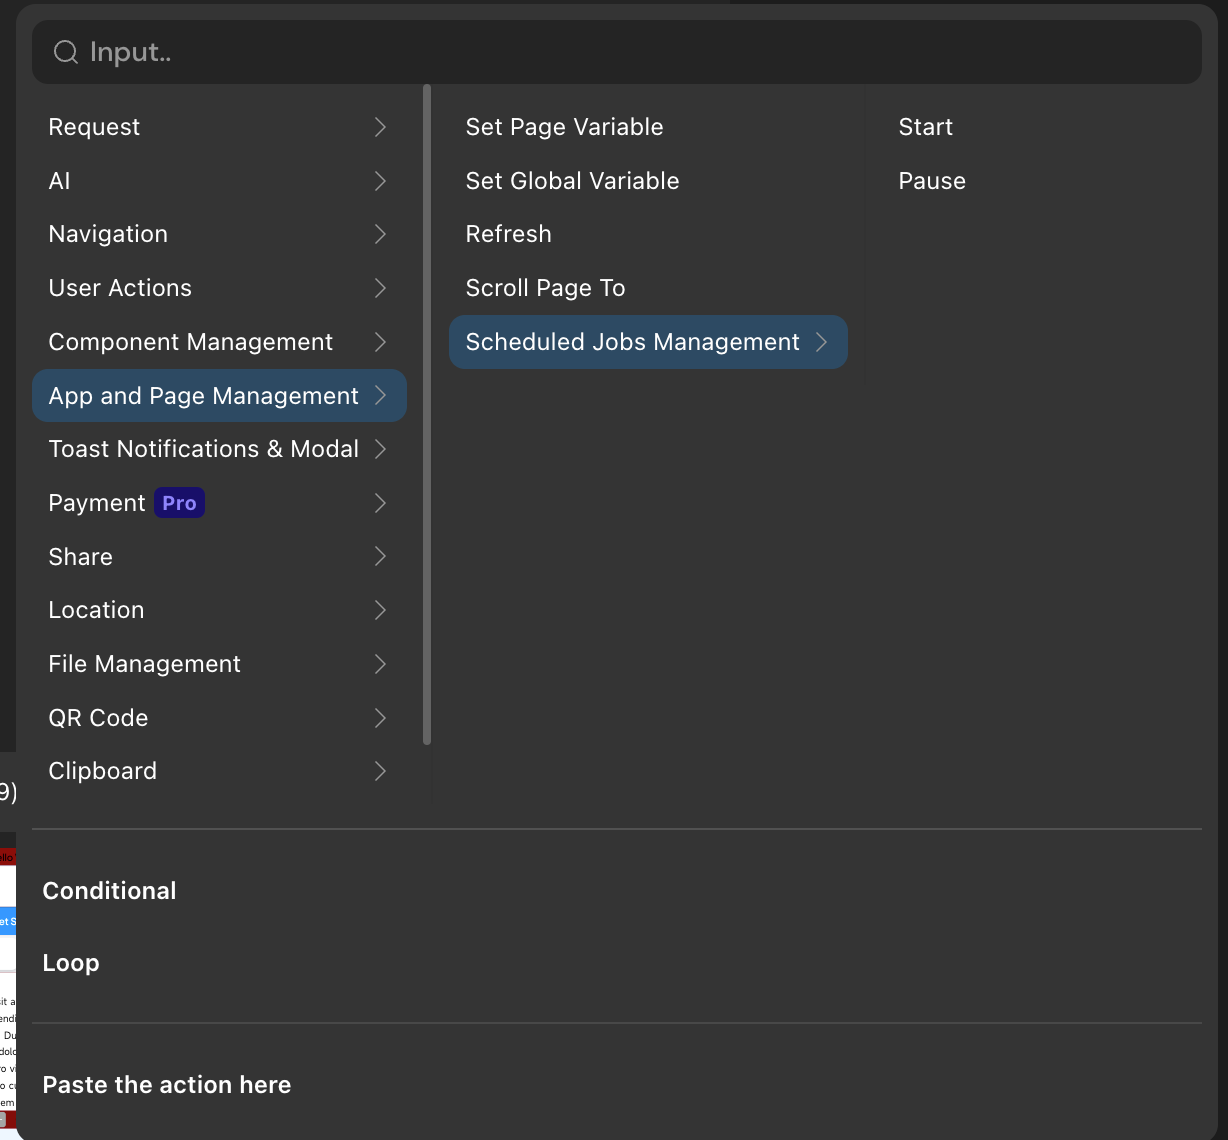 Input..
Request
AI
Navigation
User Actions
Component Management
App and Page Management
Toast Notifications & Modal
Payment Pro
Share
Location
File Management
QR Code
Clipboard
Set Page Variable
Set Global Variable
Refresh
Scroll Page To
Scheduled Jobs Management
Start
Pause
Conditional
Loop
Paste the action here
9)